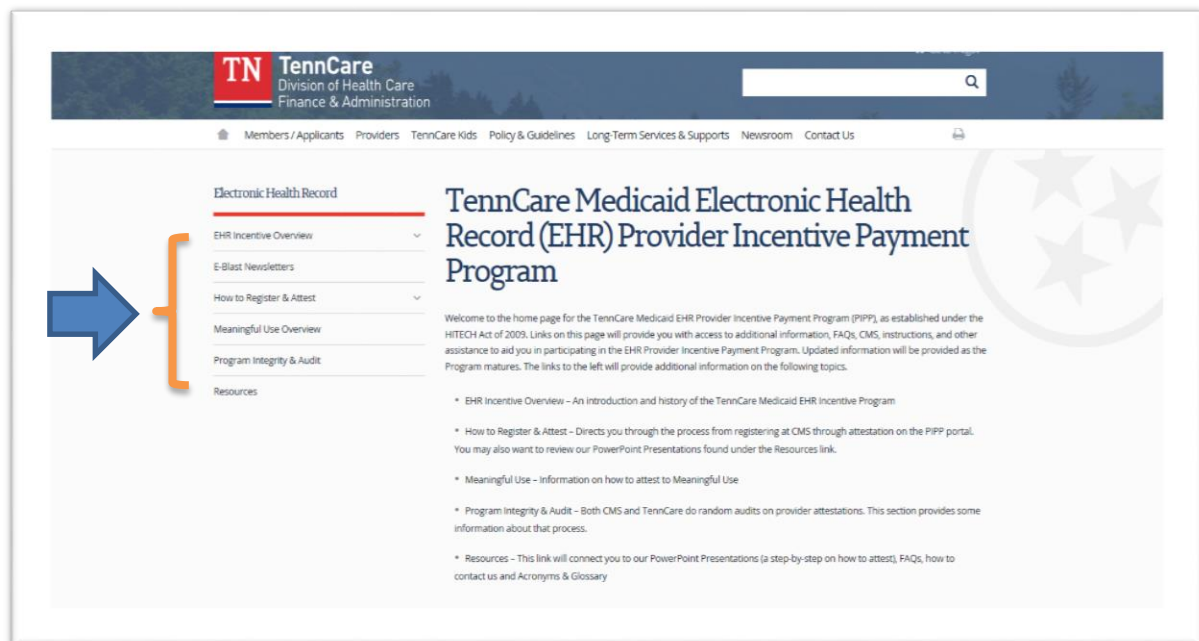 TN TennCare
Division of Health Care
Finance & Administration
Members / Applicants Providers TennCare Kids Policy & Guidelines Long-Term Services & Supports Newsroom Contact Us
Electronic Health Record
EHR Incentive Overview
E-Blast Newsletters
How to Register & Attest
Meaningful Use Overview
Program Integrity & Audit
Resources
TennCare Medicaid Electronic Health
Record (EHR) Provider Incentive Payment
Program
Welcome to the home page for the TennCare Medicaid EHR Provider Incentive Payment Program (PIPP), as established under the
HITECH Act of 2009. Links on this page will provide you with access to additional information, FAQs, CMS, instructions, and other
assistance to aid you in participating in the EHR Provider Incentive Payment Program. Updated information will be provided as the
Program matures. The links to the left will provide additional information on the following topics.
* EHR Incentive Overview – An introduction and history of the TennCare Medicaid EHR Incentive Program
* How to Register & Attest – Directs you through the process from registering at CMS through attestation on the PIPP portal.
You may also want to review our PowerPoint Presentations found under the Resources link.
* Meaningful Use – Information on how to attest to Meaningful Use
* Program Integrity & Audit – Both CMS and TennCare do random audits on provider attestations. This section provides some
information about that process.
* Resources – This link will connect you to our PowerPoint Presentations (a step-by-step on how to attest), FAQs, how to
contact us and Acronyms & Glossary